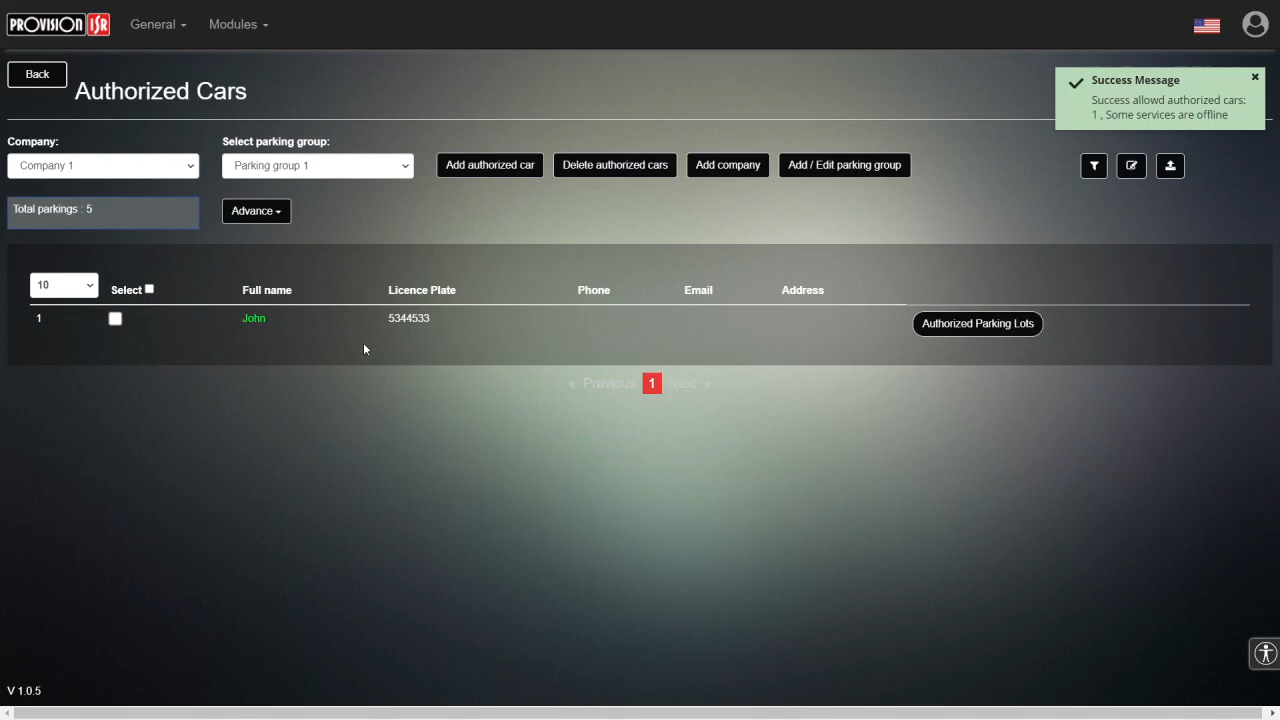 PROVISION ISR
General
Modules
Back
Authorized Cars
Success Message
Success allowd authorized cars:
1 , Some services are offline
Company:
Select parking group:
Company 1
Parking group 1
Add authorized car
Delete authorized cars
Add company
Add / Edit parking group
Total parkings : 5
Advance
10
Select
Full name
Licence Plate
Phone
Email
Address
1
John
5344533
Authorized Parking Lots
« Previous 1 Next »
V 1.0.5